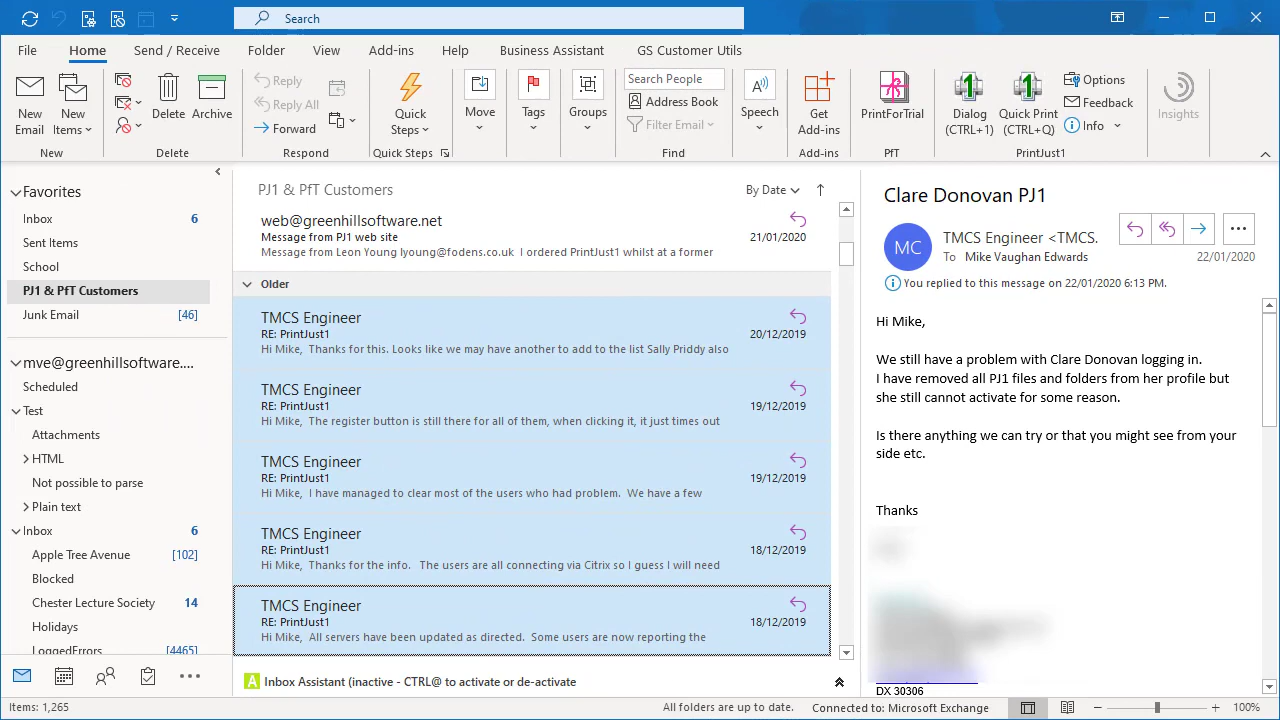 Search
File Home Send / Receive Folder View Add-ins Help Business Assistant GS Customer Utils
New Email
New Items
New
Delete
Archive
Delete
Reply
Reply All
Forward
Respond
Quick Steps
Quick Steps
Move
Tags
Groups
Search People
Address Book
Filter Email
Find
Speech
Get Add-ins
Add-ins
PrintForTrial
PfT
Dialog (CTRL+1)
Quick Print (CTRL+Q)
Options
Feedback
Info
PrintJust1
Insights
Favorites
Inbox 6
Sent Items
School
PJ1 & PfT Customers
Junk Email [46]
mve@greenhillsoftware....
Scheduled
Test
Attachments
HTML
Not possible to parse
Plain text
Inbox 6
Apple Tree Avenue [102]
Blocked
Chester Lecture Society 14
Holidays
LoggedErrors [4465]
PJ1 & PfT Customers By Date
web@greenhillsoftware.net
Message from PJ1 web site 21/01/2020
Message from Leon Young lyoung@fodens.co.uk I ordered PrintJust1 whilst at a former
Older
TMCS Engineer
RE: PrintJust1 20/12/2019
Hi Mike, Thanks for this. Looks like we may have another to add to the list Sally Priddy also
TMCS Engineer
RE: PrintJust1 19/12/2019
Hi Mike, The register button is still there for all of them, when clicking it, it just times out
TMCS Engineer
RE: PrintJust1 19/12/2019
Hi Mike, I have managed to clear most of the users who had problem. We have a few
TMCS Engineer
RE: PrintJust1 18/12/2019
Hi Mike, Thanks for the info. The users are all connecting via Citrix so I guess I will need
TMCS Engineer
RE: PrintJust1 18/12/2019
Hi Mike, All servers have been updated as directed. Some users are now reporting the
A Inbox Assistant (inactive - CTRL@ to activate or de-activate
Clare Donovan PJ1
MC
TMCS Engineer <TMCS.
To Mike Vaughan Edwards 22/01/2020
You replied to this message on 22/01/2020 6:13 PM.
Hi Mike,
We still have a problem with Clare Donovan logging in.
I have removed all PJ1 files and folders from her profile but
she still cannot activate for some reason.
Is there anything we can try or that you might see from your
side etc.
Thanks
DX 30306
Items: 1,265 All folders are up to date. Connected to: Microsoft Exchange 100%